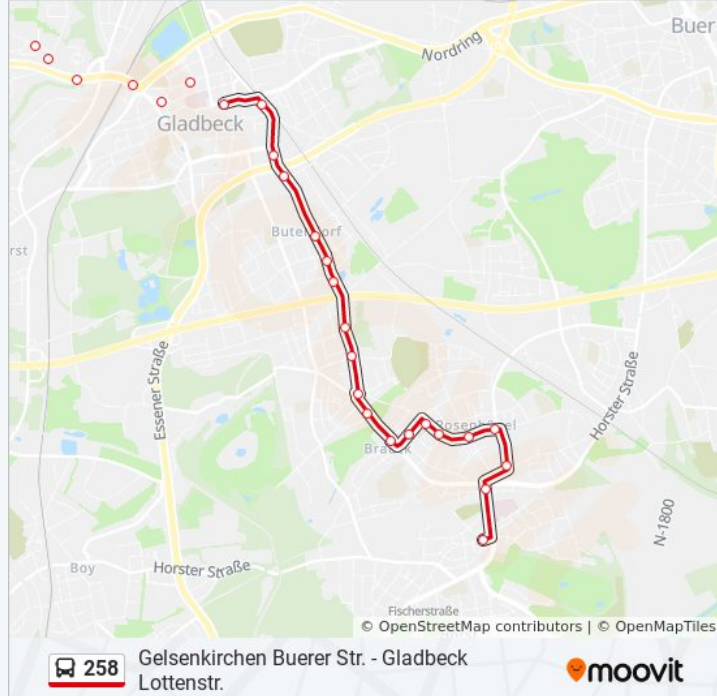 Nordring
Buer
Gladbeck
Butendorf
Essener Straße
Horster Straße
Brauck
N-1800
Boy
Horster Straße
Fischerstraße
© OpenStreetMap contributors | © OpenMapTiles
258
Gelsenkirchen Buerer Str. - Gladbeck
Lottenstr.
moovit